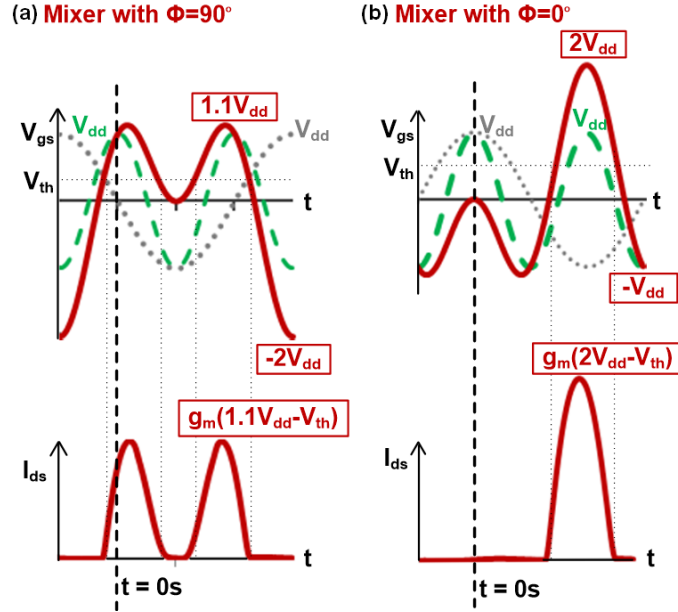 (a) Mixer with Φ=90°
1.1Vdd
Vdd
Vdd
Vgs
Vth
t
-2Vdd
gm(1.1Vdd-Vth)
Ids
t
t = 0s
(b) Mixer with Φ=0°
2Vdd
Vdd
Vdd
Vgs
Vth
t
-Vdd
gm(2Vdd-Vth)
Ids
t
t = 0s